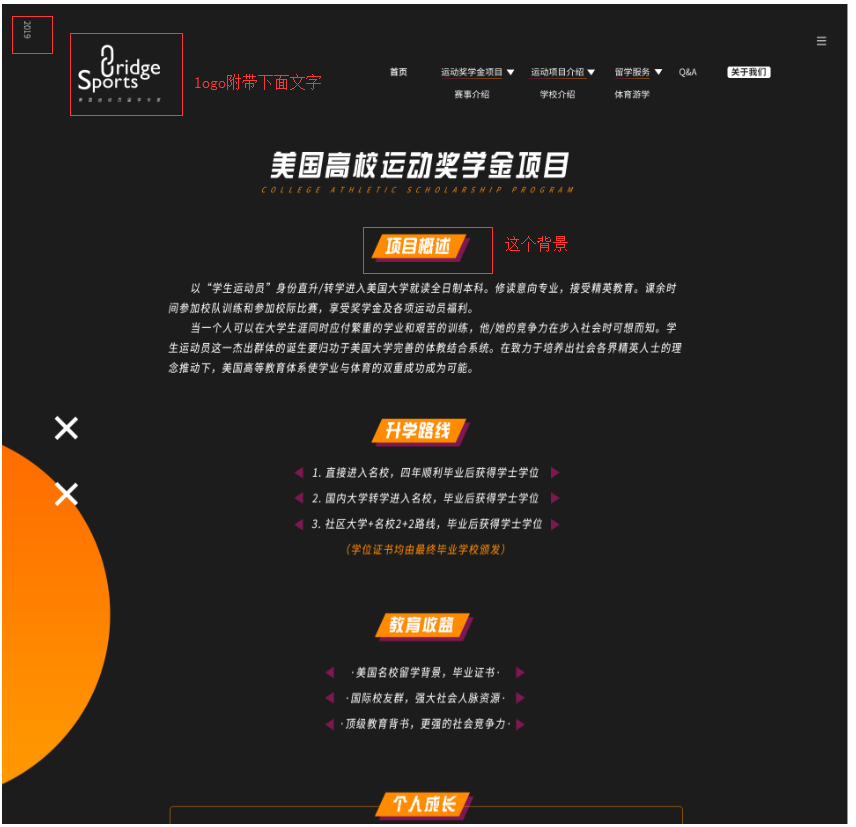 2019
Bridge
Sports
美国运动员留学专家
logo附带下面文字
首页 运动奖学金项目 运动项目介绍 留学服务 Q&A 关于我们
赛事介绍 学校介绍 体育游学
美国高校运动奖学金项目
COLLEGE ATHLETIC SCHOLARSHIP PROGRAM
项目概述
这个背景
以“学生运动员”身份直升/转学进入美国大学就读全日制本科。修读意向专业，接受精英教育。课余时
间参加校队训练和参加校际比赛，享受奖学金及各项运动员福利。
当一个人可以在大学生涯同时应付繁重的学业和艰苦的训练，他/她的竞争力在步入社会时可想而知。学
生运动员这一杰出群体的诞生要归功于美国大学完善的体教结合系统。在致力于培养出社会各界精英人士的理
念推动下，美国高等教育体系使学业与体育的双重成功成为可能。
升学路线
1. 直接进入名校，四年顺利毕业后获得学士学位
2. 国内大学转学进入名校，毕业后获得学士学位
3. 社区大学+名校2+2路线，毕业后获得学士学位
（学位证书均由最终毕业学校颁发）
教育收益
·美国名校留学背景，毕业证书·
·国际校友群，强大社会人脉资源·
·顶级教育背书，更强的社会竞争力·
个人成长